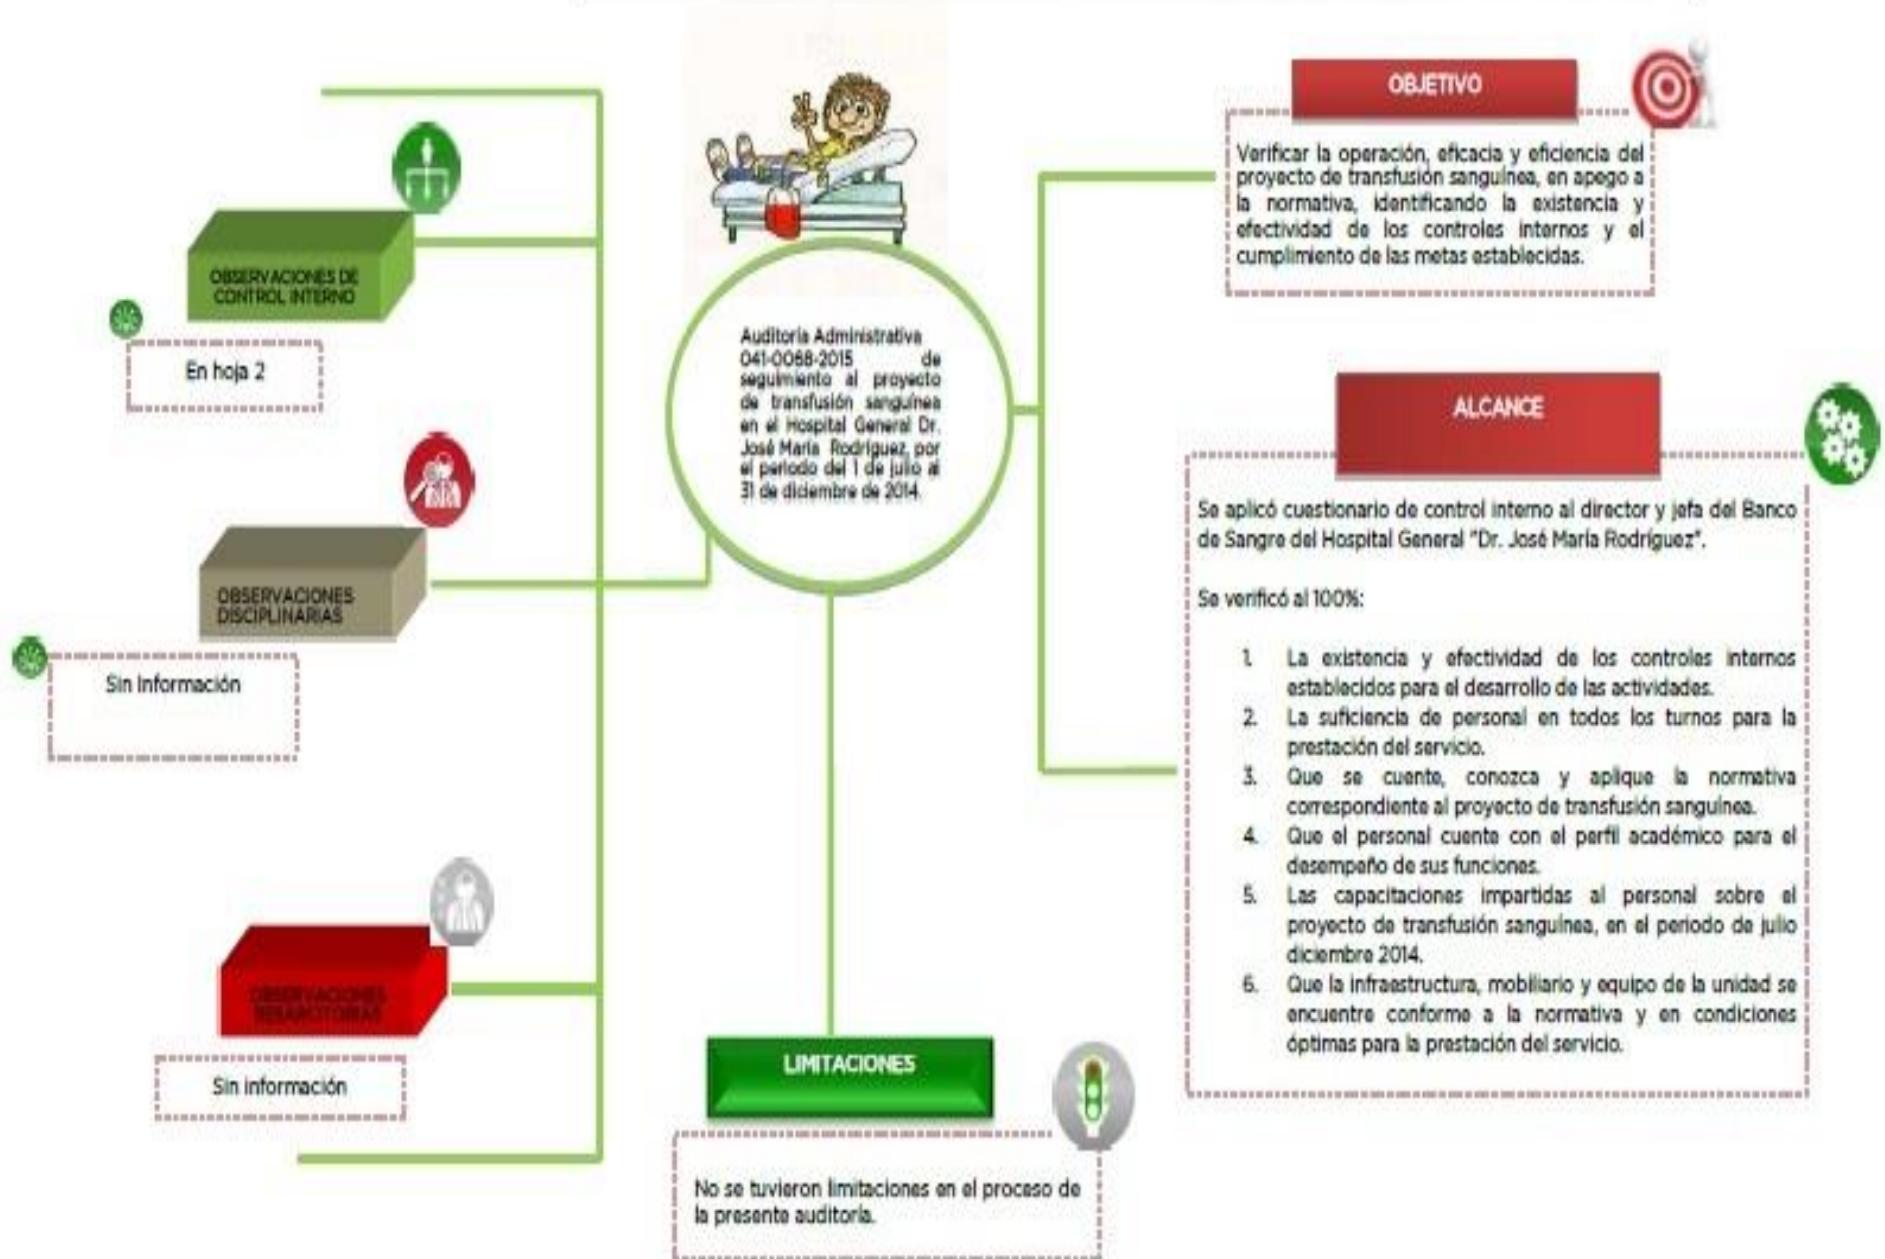 OBJETIVO
Verificar la operación, eficacia y eficiencia del
proyecto de transfusión sanguínea, en apego a
la normativa, identificando la existencia y
efectividad de los controles internos y el
cumplimiento de las metas establecidas.
OBSERVACIONES DE
CONTROL INTERNO
En hoja 2
Auditoría Administrativa
041-0068-2015 de
seguimiento al proyecto
de transfusión sanguínea
en el Hospital General Dr.
José María Rodríguez, por
el periodo del 1 de julio al
31 de diciembre de 2014.
ALCANCE
Se aplicó cuestionario de control interno al director y jefa del Banco
de Sangre del Hospital General "Dr. José María Rodríguez".
Se verificó al 100%:
1. La existencia y efectividad de los controles internos
establecidos para el desarrollo de las actividades.
2. La suficiencia de personal en todos los turnos para la
prestación del servicio.
3. Que se cuente, conozca y aplique la normativa
correspondiente al proyecto de transfusión sanguínea.
4. Que el personal cuente con el perfil académico para el
desempeño de sus funciones.
5. Las capacitaciones impartidas al personal sobre el
proyecto de transfusión sanguínea, en el periodo de julio
diciembre 2014.
6. Que la infraestructura, mobiliario y equipo de la unidad se
encuentre conforme a la normativa y en condiciones
óptimas para la prestación del servicio.
OBSERVACIONES
DISCIPLINARIAS
Sin Información
OBSERVACIONES
RESARCITORIAS
Sin información
LIMITACIONES
No se tuvieron limitaciones en el proceso de
la presente auditoría.